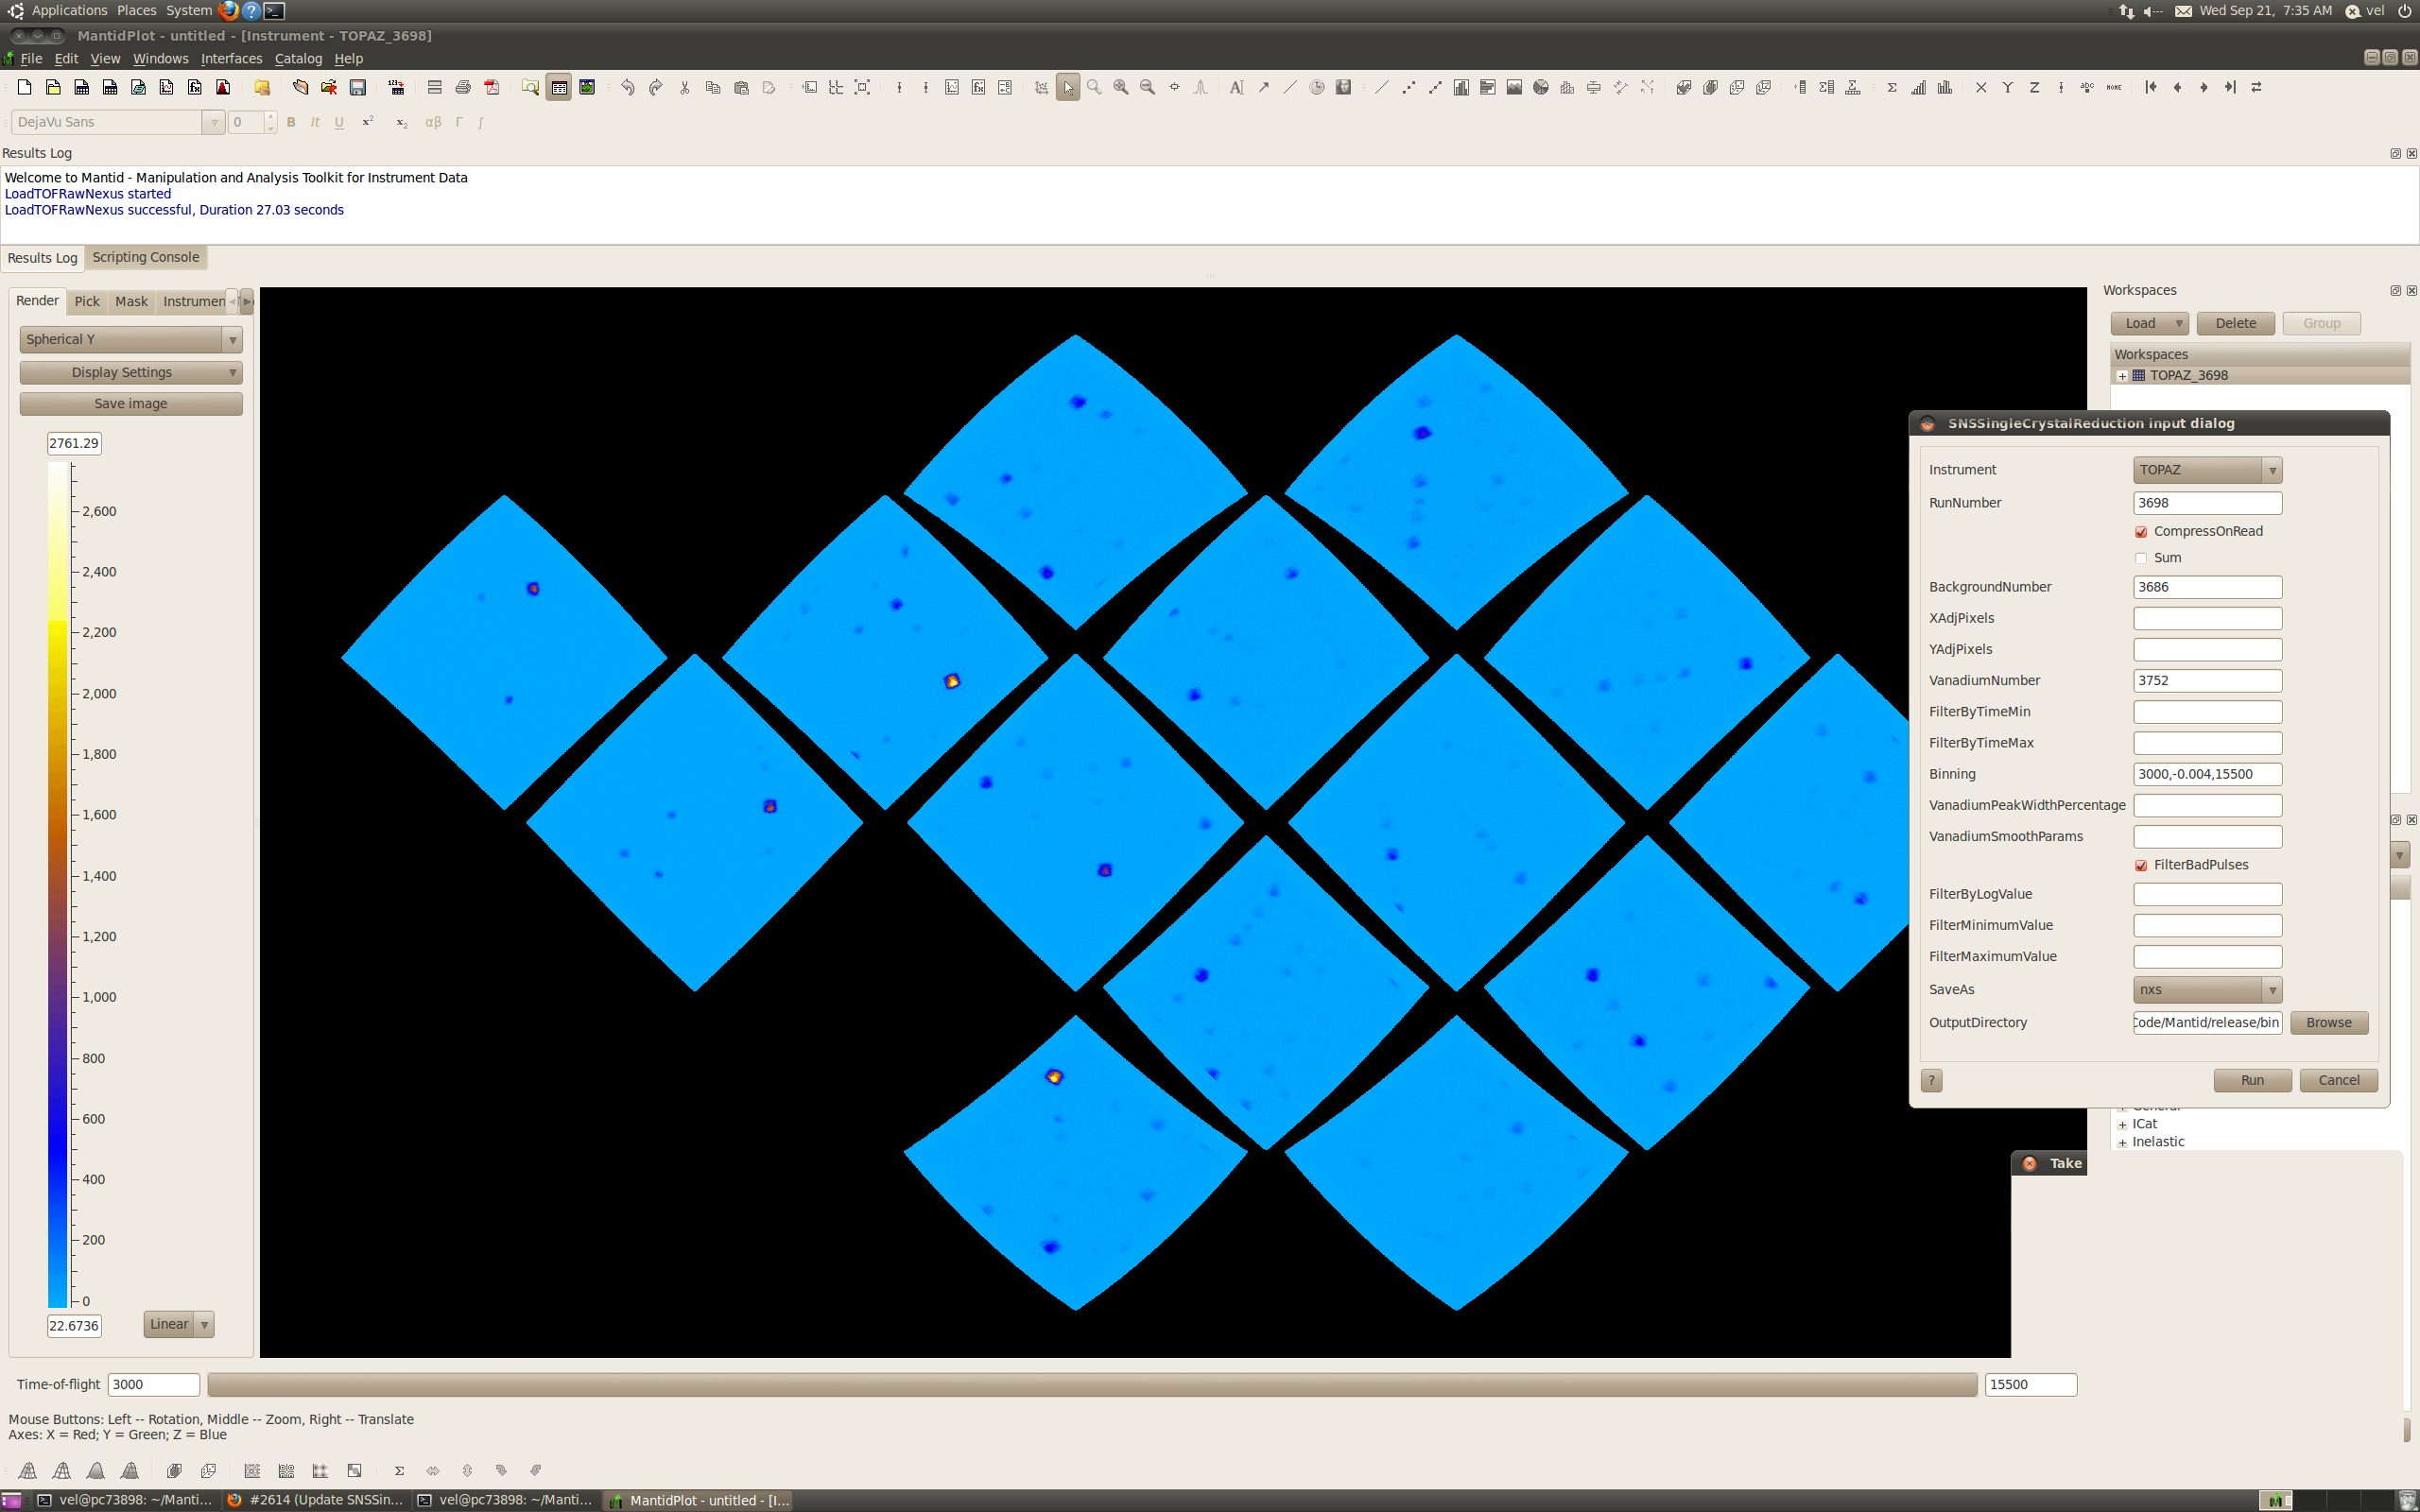 Applications Places System
Wed Sep 21, 7:35 AM vel
MantidPlot - untitled - [Instrument - TOPAZ_3698]
File Edit View Windows Interfaces Catalog Help
DejaVu Sans 0 B It U x² x₂ αβ Γ ∫
Results Log
Welcome to Mantid - Manipulation and Analysis Toolkit for Instrument Data
LoadTOFRawNexus started
LoadTOFRawNexus successful, Duration 27.03 seconds
Results Log Scripting Console
Render Pick Mask Instrumen
Spherical Y
Display Settings
Save image
2761.29
2,600
2,400
2,200
2,000
1,800
1,600
1,400
1,200
1,000
800
600
400
200
0
22.6736 Linear
Workspaces
Load Delete Group
Workspaces
TOPAZ_3698
SNSSingleCrystalReduction input dialog
Instrument TOPAZ
RunNumber 3698
CompressOnRead
Sum
BackgroundNumber 3686
XAdjPixels
YAdjPixels
VanadiumNumber 3752
FilterByTimeMin
FilterByTimeMax
Binning 3000,-0.004,15500
VanadiumPeakWidthPercentage
VanadiumSmoothParams
FilterBadPulses
FilterByLogValue
FilterMinimumValue
FilterMaximumValue
SaveAs nxs
OutputDirectory Code/Mantid/release/bin Browse
? Run Cancel
General
ICat
Inelastic
Take
Time-of-flight 3000 15500
Mouse Buttons: Left -- Rotation, Middle -- Zoom, Right -- Translate
Axes: X = Red; Y = Green; Z = Blue
vel@pc73898: ~/Manti... #2614 (Update SNSSin... vel@pc73898: ~/Manti... MantidPlot - untitled - [I...